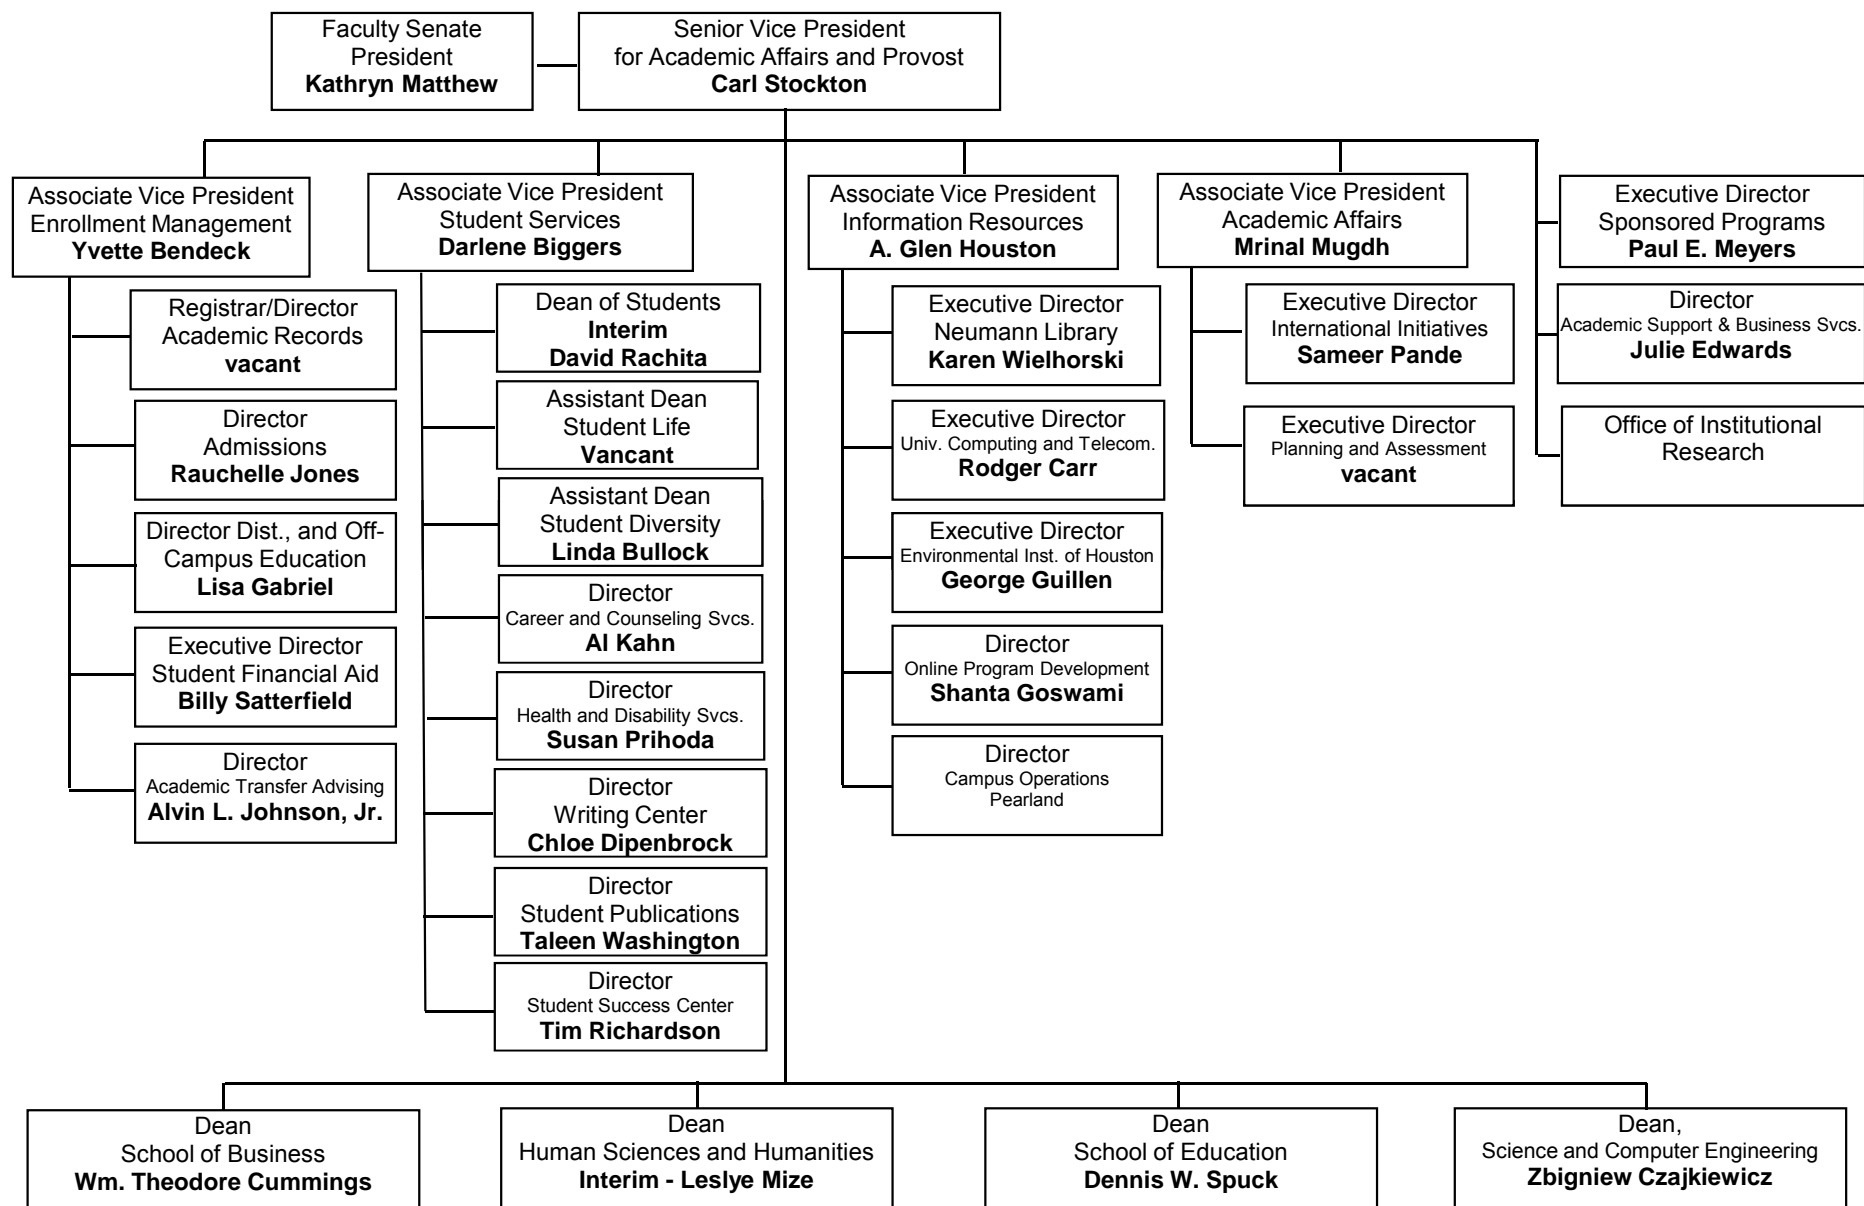 Faculty Senate
President
Kathryn Matthew
Senior Vice President
for Academic Affairs and Provost
Carl Stockton
Associate Vice President
Enrollment Management
Yvette Bendeck
Registrar/Director
Academic Records
vacant
Director
Admissions
Rauchelle Jones
Director Dist., and Off-
Campus Education
Lisa Gabriel
Executive Director
Student Financial Aid
Billy Satterfield
Director
Academic Transfer Advising
Alvin L. Johnson, Jr.
Associate Vice President
Student Services
Darlene Biggers
Dean of Students
Interim
David Rachita
Assistant Dean
Student Life
Vancant
Assistant Dean
Student Diversity
Linda Bullock
Director
Career and Counseling Svcs.
Al Kahn
Director
Health and Disability Svcs.
Susan Prihoda
Director
Writing Center
Chloe Dipenbrock
Director
Student Publications
Taleen Washington
Director
Student Success Center
Tim Richardson
Associate Vice President
Information Resources
A. Glen Houston
Executive Director
Neumann Library
Karen Wielhorski
Executive Director
Univ. Computing and Telecom.
Rodger Carr
Executive Director
Environmental Inst. of Houston
George Guillen
Director
Online Program Development
Shanta Goswami
Director
Campus Operations
Pearland
Associate Vice President
Academic Affairs
Mrinal Mugdh
Executive Director
International Initiatives
Sameer Pande
Executive Director
Planning and Assessment
vacant
Executive Director
Sponsored Programs
Paul E. Meyers
Director
Academic Support & Business Svcs.
Julie Edwards
Office of Institutional
Research
Dean
School of Business
Wm. Theodore Cummings
Dean
Human Sciences and Humanities
Interim - Leslye Mize
Dean
School of Education
Dennis W. Spuck
Dean,
Science and Computer Engineering
Zbigniew Czajkiewicz